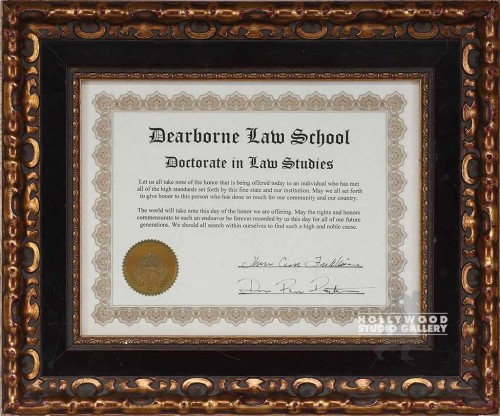 Dearborne Law School
Doctorate in Law Studies
Let us all take note of the honor that is being offered today to an individual who has met
all of the high standards set forth by this fine state and our institution. May we all set forth
to give honor to this person who has done so much for our community and our country.
The world will take note this day of the honor we are offering. May the rights and honors
commensurate to such an endeavor be forever recorded by us this day for all of our future
generations. We should all search within ourselves to find such a high and noble cause.
HOLLYWOOD
STUDIO GALLERY